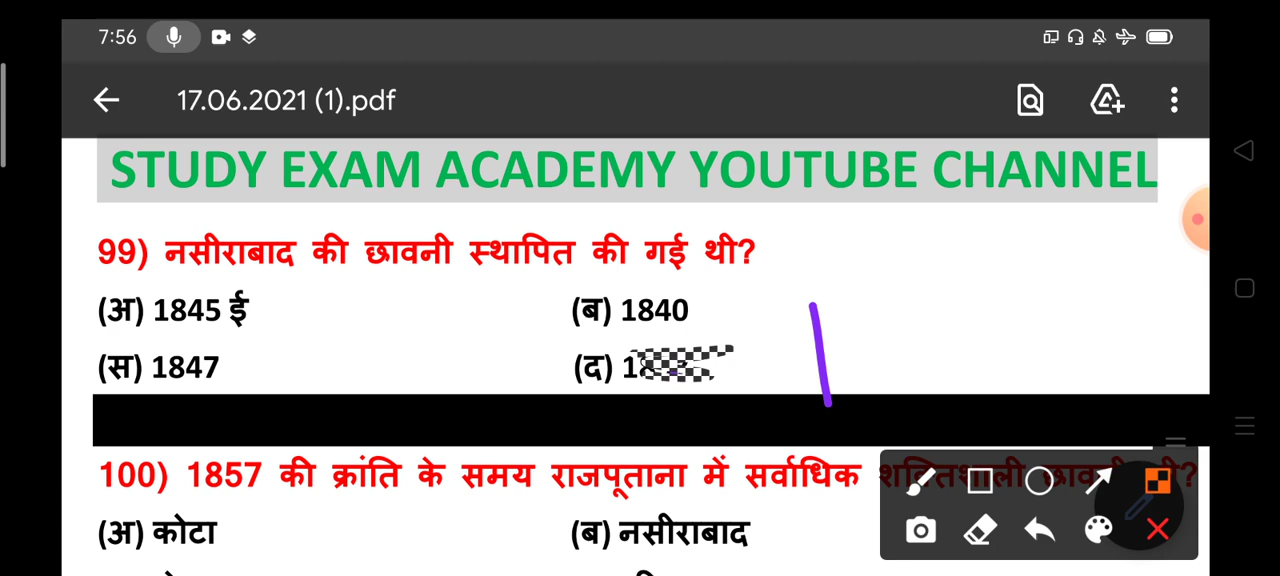 7:56
17.06.2021 (1).pdf
STUDY EXAM ACADEMY YOUTUBE CHANNEL
99) नसीराबाद की छावनी स्थापित की गई थी?
(अ) 1845 ई (ब) 1840
(स) 1847 (द)
100) 1857 की क्रांति के समय राजपूताना में सर्वाधिक शक्तिशाली
(अ) कोटा (ब) नसीराबाद